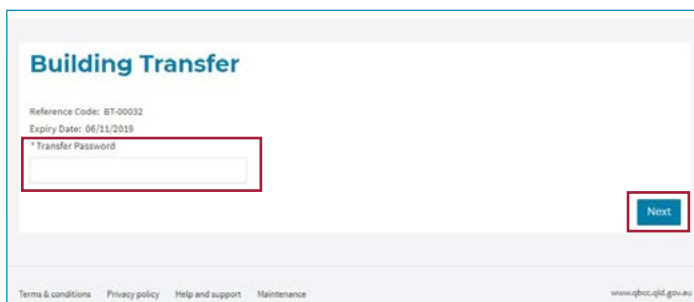 Building Transfer
Reference Code: BT-00032
Expiry Date: 06/11/2019
*Transfer Password
Next
Terms & conditions Privacy policy Help and support Maintenance www.qbcc.qld.gov.au